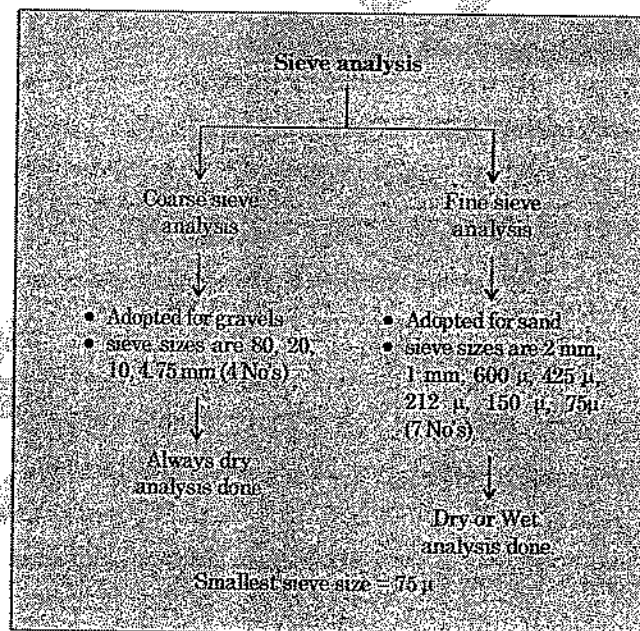 Sieve analysis
Coarse sieve
analysis
• Adopted for gravels
• sieve sizes are 80, 20,
10, 4.75 mm (4 No's)
Always dry
analysis done
Fine sieve
analysis
• Adopted for sand
• sieve sizes are 2 mm,
1 mm, 600 μ, 425 μ,
212 μ, 150 μ, 75μ
(7 No's)
Dry or Wet
analysis done
Smallest sieve size = 75 μ